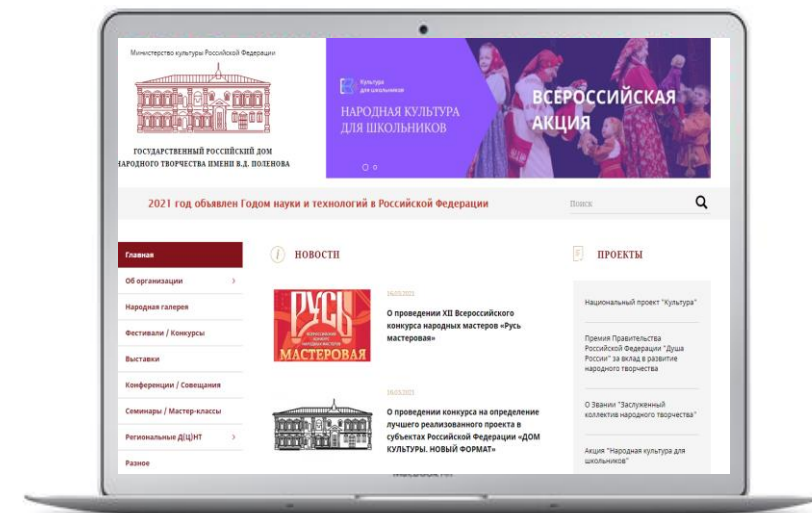 Министерство культуры Российской Федерации
ГОСУДАРСТВЕННЫЙ РОССИЙСКИЙ ДОМ
НАРОДНОГО ТВОРЧЕСТВА ИМЕНИ В.Д. ПОЛЕНОВА
Культура
для школьников
НАРОДНАЯ КУЛЬТУРА
ДЛЯ ШКОЛЬНИКОВ
ВСЕРОССИЙСКАЯ
АКЦИЯ
2021 год объявлен Годом науки и технологий в Российской Федерации
Поиск
Главная
Об организации
Народная галерея
Фестивали / Конкурсы
Выставки
Конференции / Совещания
Семинары / Мастер-классы
Региональные Д(Ц)НТ
Разное
НОВОСТИ
РУСЬ
МАСТЕРОВАЯ
О проведении XII Всероссийского
конкурса народных мастеров «Русь
мастеровая»
О проведении конкурса на определение
лучшего реализованного проекта в
субъектах Российской Федерации «ДОМ
КУЛЬТУРЫ. НОВЫЙ ФОРМАТ»
ПРОЕКТЫ
Национальный проект "Культура"
Премия Правительства
Российской Федерации "Душа
России" за вклад в развитие
народного творчества
О Звании "Заслуженный
коллектив народного творчества"
Акция "Народная культура для
школьников"